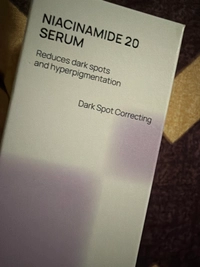 NIACINAMIDE 20
SERUM
Reduces dark spots
and hyperpigmentation
Dark Spot Correcting